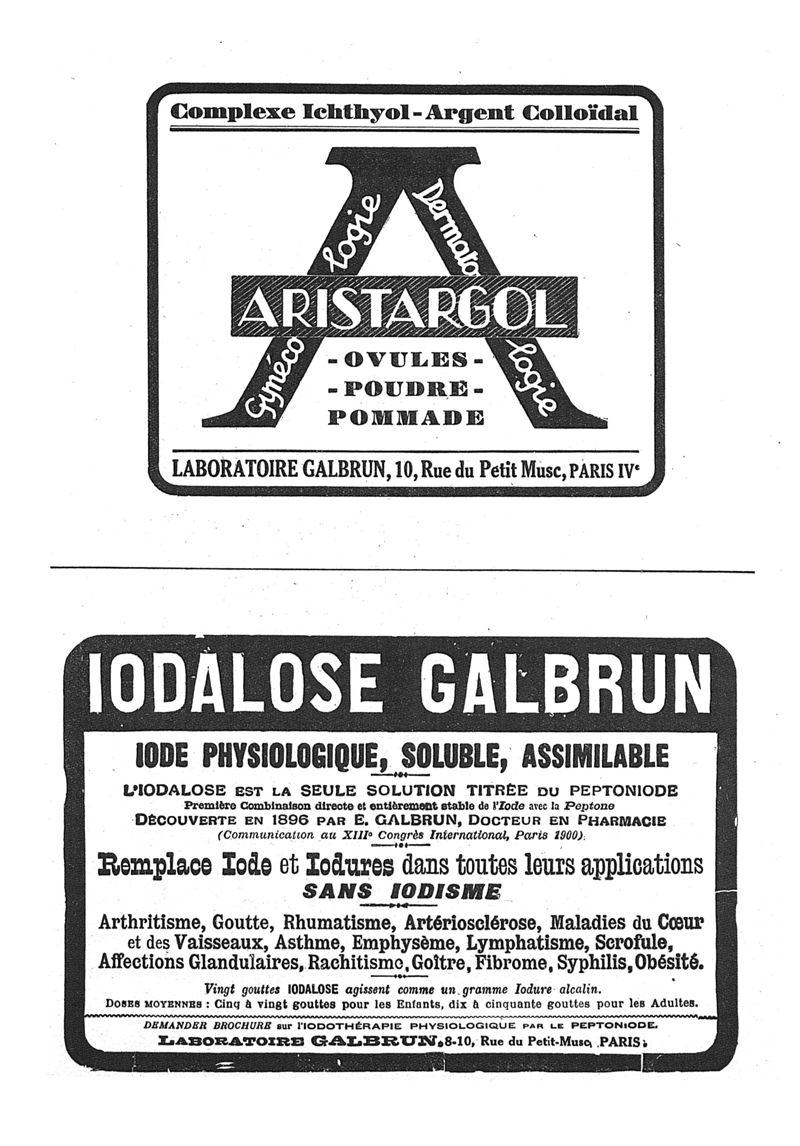 Complexe Ichthyol-Argent Colloïdal
Gynécologie
Dermatologie
ARISTARGOL
- OVULES -
- POUDRE -
POMMADE
LABORATOIRE GALBRUN, 10, Rue du Petit Musc, PARIS IVe
IODALOSE GALBRUN
IODE PHYSIOLOGIQUE, SOLUBLE, ASSIMILABLE
L'IODALOSE EST LA SEULE SOLUTION TITRÉE DU PEPTONIODE
Première Combinaison directe et entièrement stable de l'Iode avec la Peptone
DÉCOUVERTE EN 1896 PAR E. GALBRUN, DOCTEUR EN PHARMACIE
(Communication au XIIIe Congrès International, Paris 1900).
Remplace Iode et Iodures dans toutes leurs applications
SANS IODISME
Arthritisme, Goutte, Rhumatisme, Artériosclérose, Maladies du Cœur
et des Vaisseaux, Asthme, Emphysème, Lymphatisme, Scrofule,
Affections Glandulaires, Rachitisme, Goître, Fibrome, Syphilis, Obésité.
Vingt gouttes IODALOSE agissent comme un gramme Iodure alcalin.
DOSES MOYENNES : Cinq à vingt gouttes pour les Enfants, dix à cinquante gouttes pour les Adultes.
DEMANDER BROCHURE sur l'IODOTHÉRAPIE PHYSIOLOGIQUE PAR LE PEPTONIODE.
LABORATOIRE GALBRUN, 8-10, Rue du Petit-Musc, PARIS.